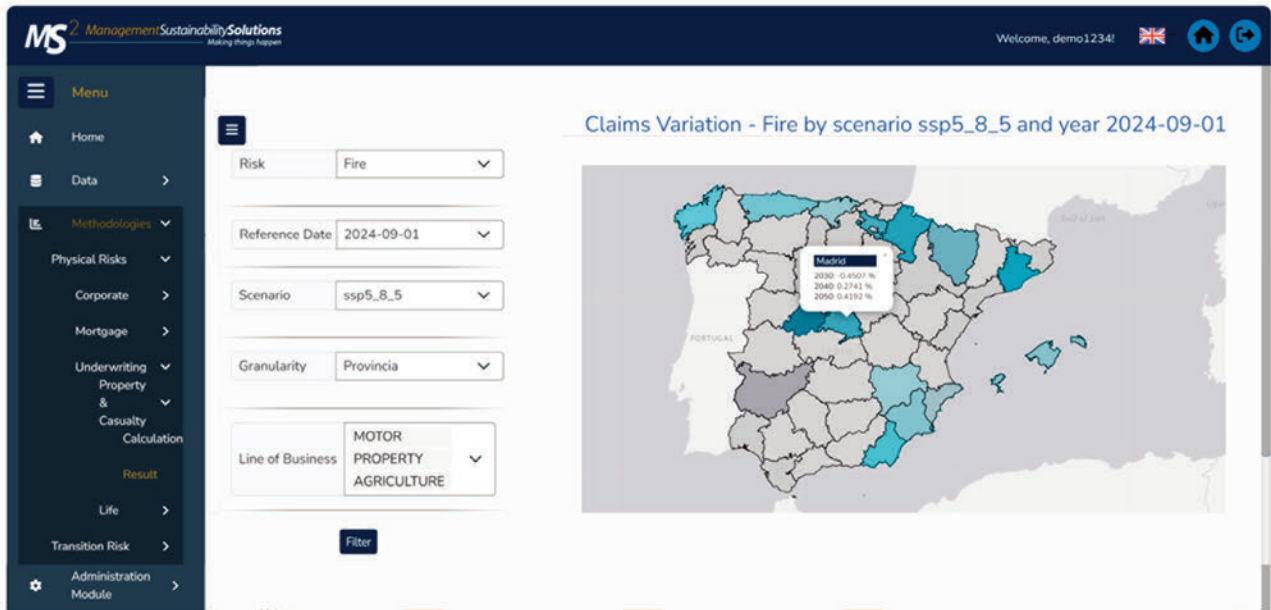 MS2 ManagementSustainabilitySolutions
Making things happen
Welcome, demo1234!
Menu
Home
Data
Methodologies
Physical Risks
Corporate
Mortgage
Underwriting
Property
&
Casualty
Calculation
Result
Life
Transition Risk
Administration
Module
Risk
Fire
Reference Date
2024-09-01
Scenario
ssp5_8_5
Granularity
Provincia
Line of Business
MOTOR
PROPERTY
AGRICULTURE
Filter
Claims Variation - Fire by scenario ssp5_8_5 and year 2024-09-01
Madrid
2030: -0.4507 %
2040: 0.2741 %
2050: 0.4192 %
PORTUGAL